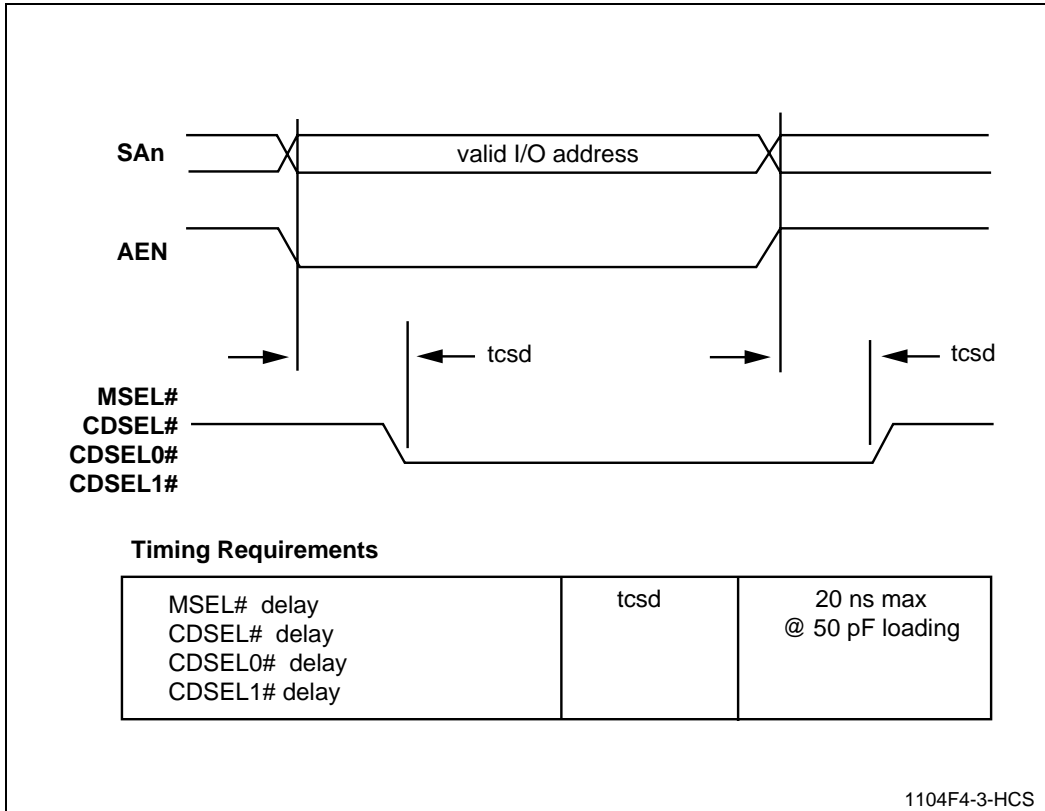 SAn
valid I/O address
AEN
tcsd
tcsd
MSEL#
CDSEL#
CDSEL0#
CDSEL1#
Timing Requirements
MSEL# delay
CDSEL# delay
CDSEL0# delay
CDSEL1# delay
tcsd
20 ns max
@ 50 pF loading
1104F4-3-HCS